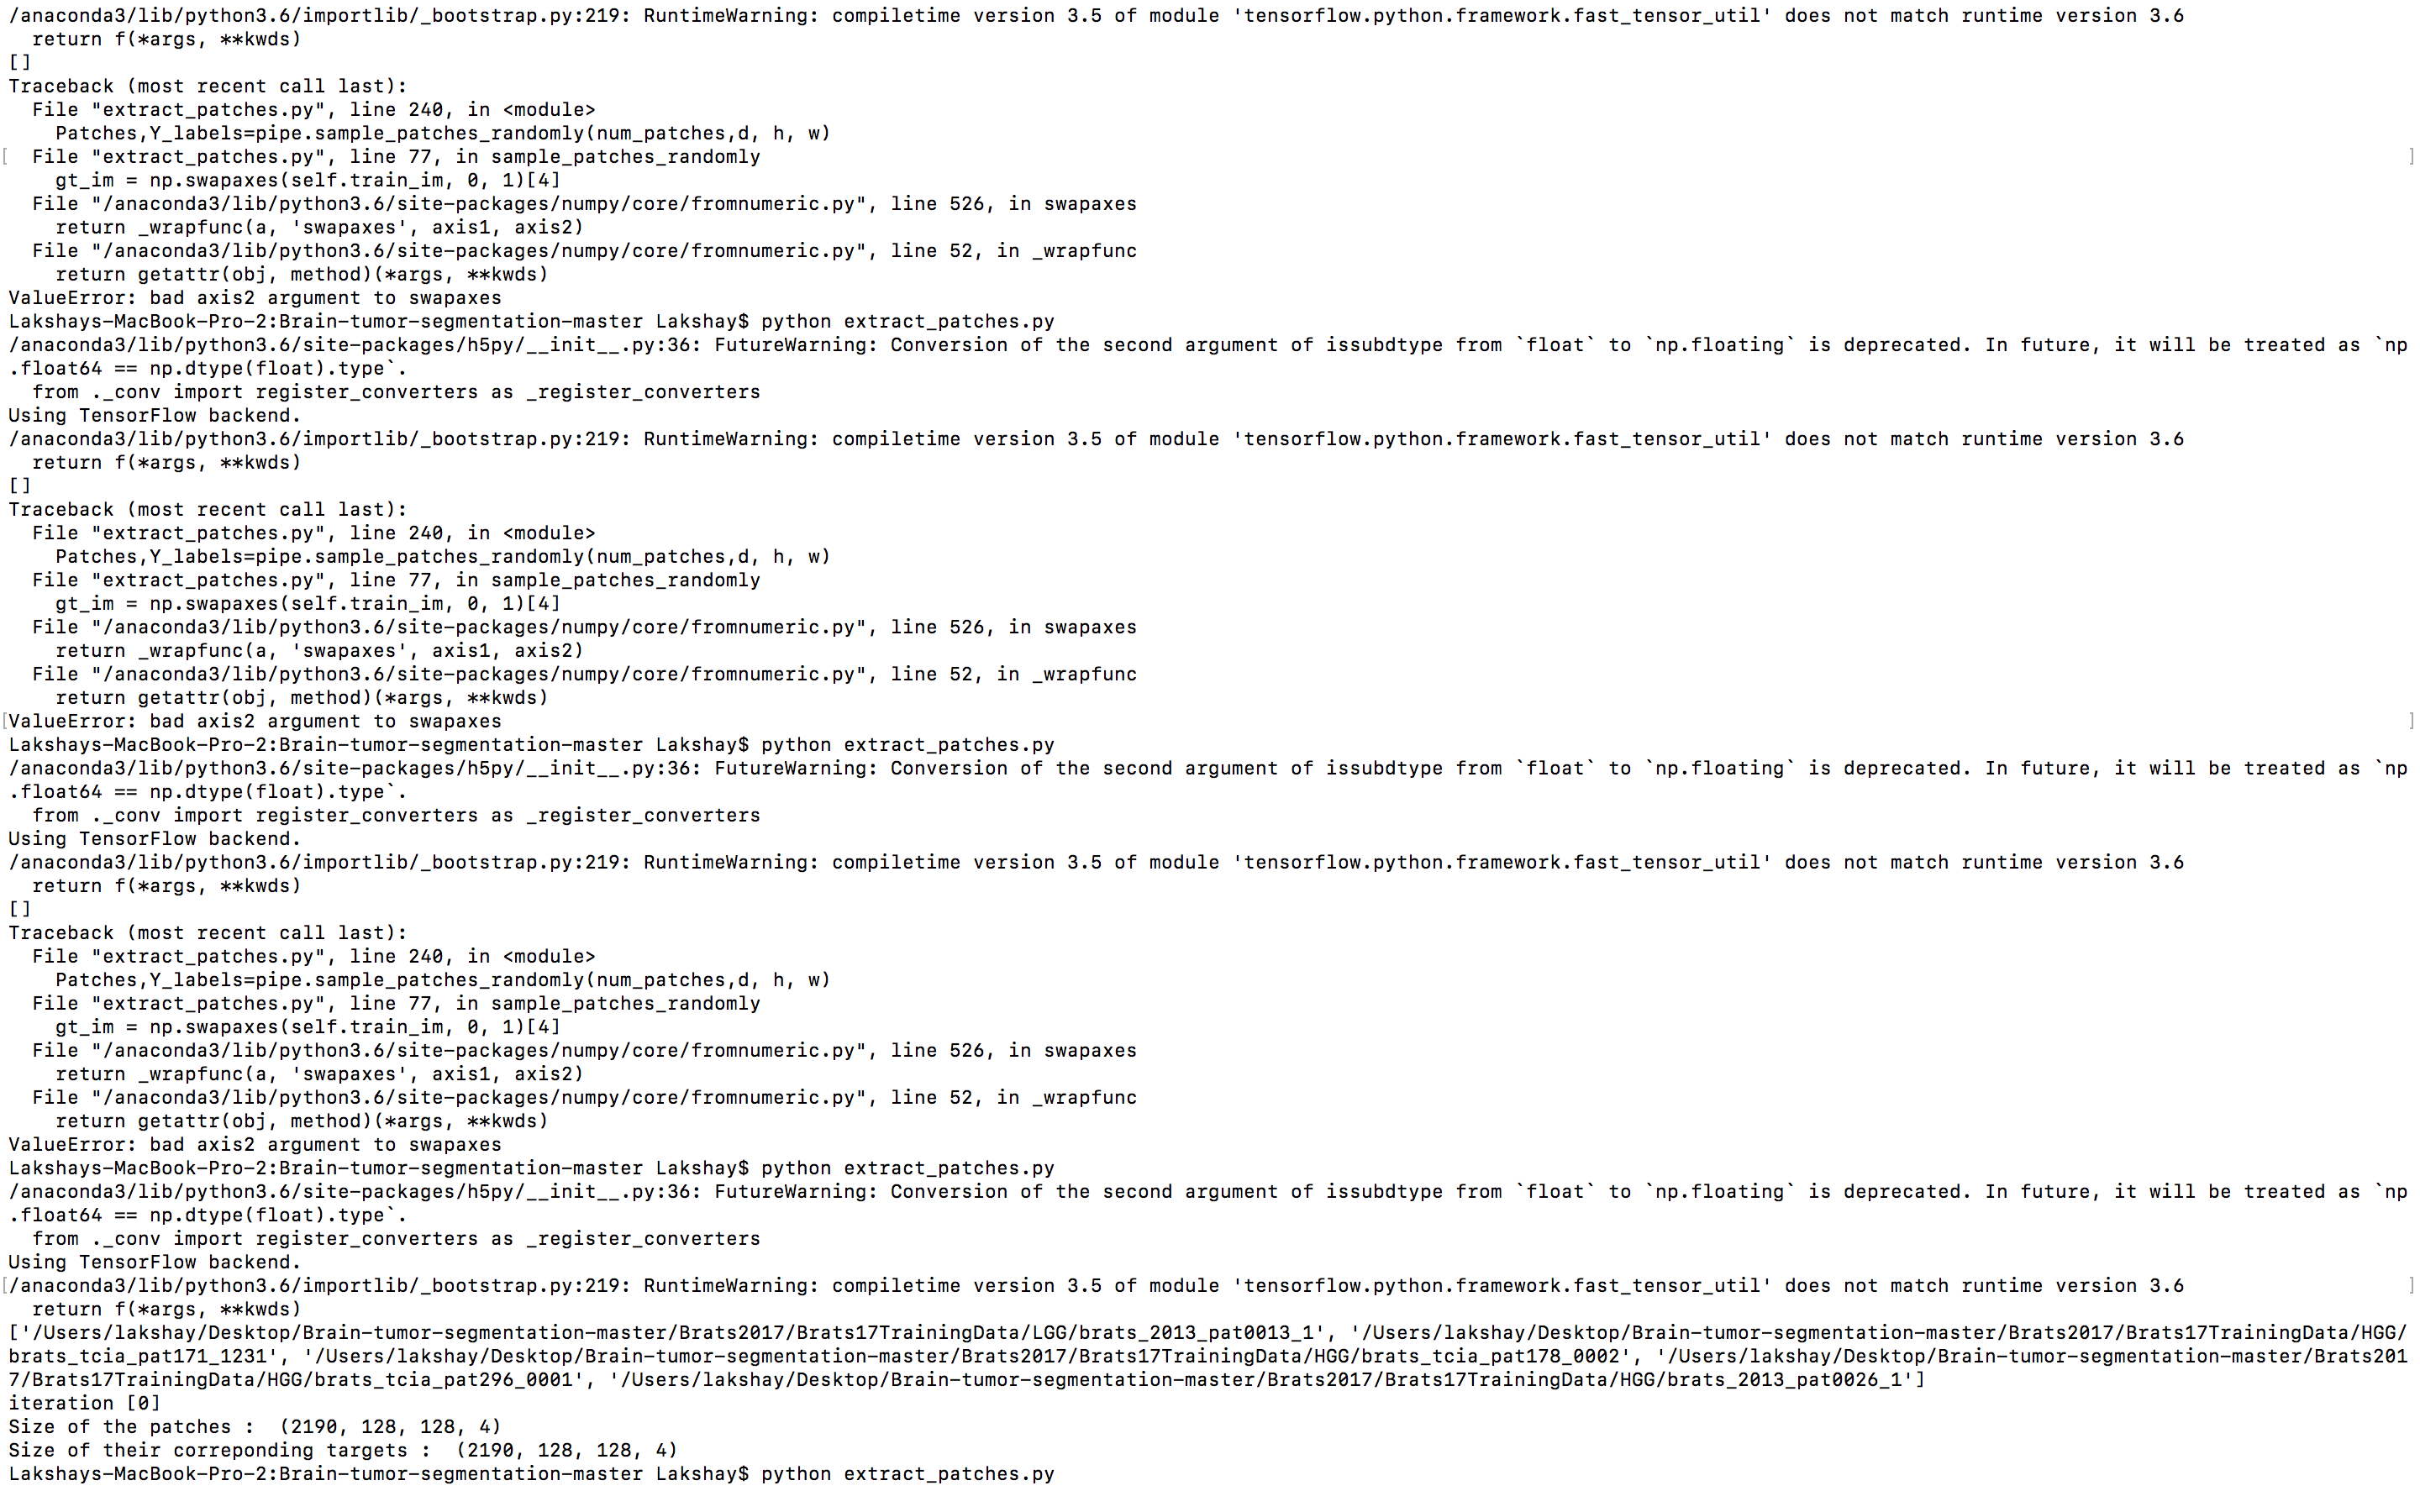 /anaconda3/lib/python3.6/importlib/_bootstrap.py:219: RuntimeWarning: compiletime version 3.5 of module 'tensorflow.python.framework.fast_tensor_util' does not match runtime version 3.6
  return f(*args, **kwds)
[]
Traceback (most recent call last):
  File "extract_patches.py", line 240, in <module>
    Patches,Y_labels=pipe.sample_patches_randomly(num_patches,d, h, w)
[  File "extract_patches.py", line 77, in sample_patches_randomly ]
    gt_im = np.swapaxes(self.train_im, 0, 1)[4]
  File "/anaconda3/lib/python3.6/site-packages/numpy/core/fromnumeric.py", line 526, in swapaxes
    return _wrapfunc(a, 'swapaxes', axis1, axis2)
  File "/anaconda3/lib/python3.6/site-packages/numpy/core/fromnumeric.py", line 52, in _wrapfunc
    return getattr(obj, method)(*args, **kwds)
ValueError: bad axis2 argument to swapaxes
Lakshays-MacBook-Pro-2:Brain-tumor-segmentation-master Lakshay$ python extract_patches.py
/anaconda3/lib/python3.6/site-packages/h5py/__init__.py:36: FutureWarning: Conversion of the second argument of issubdtype from `float` to `np.floating` is deprecated. In future, it will be treated as `np
.float64 == np.dtype(float).type`.
  from ._conv import register_converters as _register_converters
Using TensorFlow backend.
/anaconda3/lib/python3.6/importlib/_bootstrap.py:219: RuntimeWarning: compiletime version 3.5 of module 'tensorflow.python.framework.fast_tensor_util' does not match runtime version 3.6
  return f(*args, **kwds)
[]
Traceback (most recent call last):
  File "extract_patches.py", line 240, in <module>
    Patches,Y_labels=pipe.sample_patches_randomly(num_patches,d, h, w)
  File "extract_patches.py", line 77, in sample_patches_randomly
    gt_im = np.swapaxes(self.train_im, 0, 1)[4]
  File "/anaconda3/lib/python3.6/site-packages/numpy/core/fromnumeric.py", line 526, in swapaxes
    return _wrapfunc(a, 'swapaxes', axis1, axis2)
  File "/anaconda3/lib/python3.6/site-packages/numpy/core/fromnumeric.py", line 52, in _wrapfunc
    return getattr(obj, method)(*args, **kwds)
[ValueError: bad axis2 argument to swapaxes ]
Lakshays-MacBook-Pro-2:Brain-tumor-segmentation-master Lakshay$ python extract_patches.py
/anaconda3/lib/python3.6/site-packages/h5py/__init__.py:36: FutureWarning: Conversion of the second argument of issubdtype from `float` to `np.floating` is deprecated. In future, it will be treated as `np
.float64 == np.dtype(float).type`.
  from ._conv import register_converters as _register_converters
Using TensorFlow backend.
/anaconda3/lib/python3.6/importlib/_bootstrap.py:219: RuntimeWarning: compiletime version 3.5 of module 'tensorflow.python.framework.fast_tensor_util' does not match runtime version 3.6
  return f(*args, **kwds)
[]
Traceback (most recent call last):
  File "extract_patches.py", line 240, in <module>
    Patches,Y_labels=pipe.sample_patches_randomly(num_patches,d, h, w)
  File "extract_patches.py", line 77, in sample_patches_randomly
    gt_im = np.swapaxes(self.train_im, 0, 1)[4]
  File "/anaconda3/lib/python3.6/site-packages/numpy/core/fromnumeric.py", line 526, in swapaxes
    return _wrapfunc(a, 'swapaxes', axis1, axis2)
  File "/anaconda3/lib/python3.6/site-packages/numpy/core/fromnumeric.py", line 52, in _wrapfunc
    return getattr(obj, method)(*args, **kwds)
ValueError: bad axis2 argument to swapaxes
Lakshays-MacBook-Pro-2:Brain-tumor-segmentation-master Lakshay$ python extract_patches.py
/anaconda3/lib/python3.6/site-packages/h5py/__init__.py:36: FutureWarning: Conversion of the second argument of issubdtype from `float` to `np.floating` is deprecated. In future, it will be treated as `np
.float64 == np.dtype(float).type`.
  from ._conv import register_converters as _register_converters
Using TensorFlow backend.
[/anaconda3/lib/python3.6/importlib/_bootstrap.py:219: RuntimeWarning: compiletime version 3.5 of module 'tensorflow.python.framework.fast_tensor_util' does not match runtime version 3.6 ]
  return f(*args, **kwds)
['/Users/lakshay/Desktop/Brain-tumor-segmentation-master/Brats2017/Brats17TrainingData/LGG/brats_2013_pat0013_1', '/Users/lakshay/Desktop/Brain-tumor-segmentation-master/Brats2017/Brats17TrainingData/HGG/
brats_tcia_pat171_1231', '/Users/lakshay/Desktop/Brain-tumor-segmentation-master/Brats2017/Brats17TrainingData/HGG/brats_tcia_pat178_0002', '/Users/lakshay/Desktop/Brain-tumor-segmentation-master/Brats201
7/Brats17TrainingData/HGG/brats_tcia_pat296_0001', '/Users/lakshay/Desktop/Brain-tumor-segmentation-master/Brats2017/Brats17TrainingData/HGG/brats_2013_pat0026_1']
iteration [0]
Size of the patches :  (2190, 128, 128, 4)
Size of their correponding targets :  (2190, 128, 128, 4)
Lakshays-MacBook-Pro-2:Brain-tumor-segmentation-master Lakshay$ python extract_patches.py